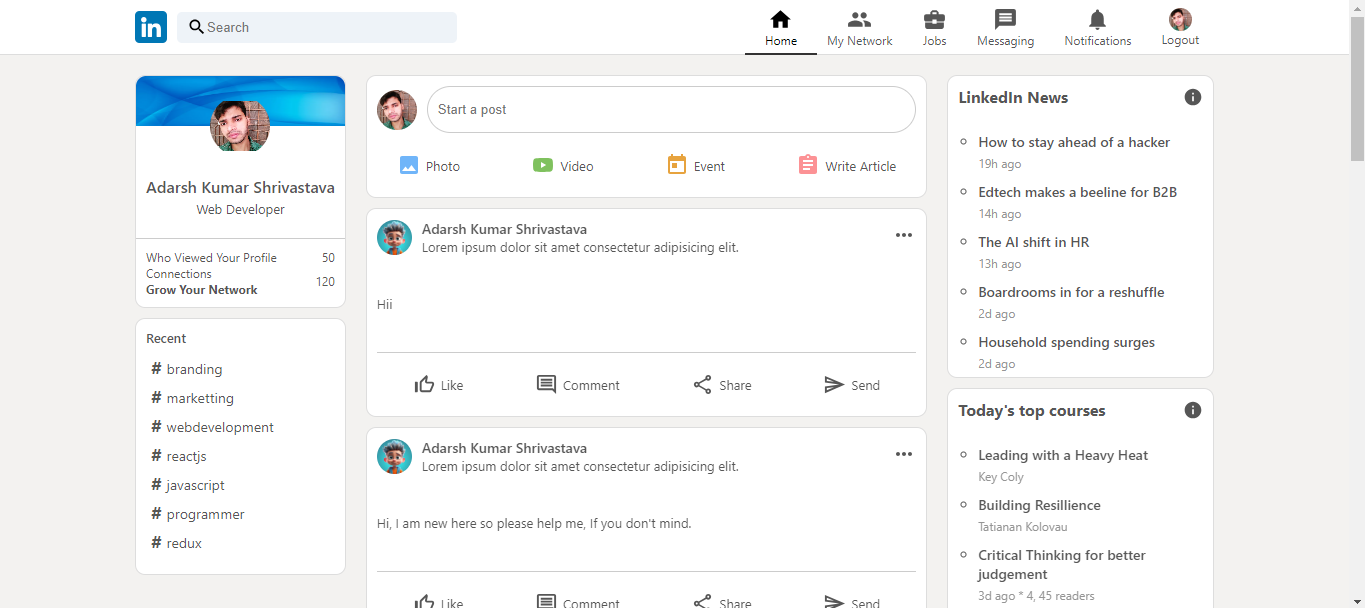 in
Search
Home
My Network
Jobs
Messaging
Notifications
Logout
Adarsh Kumar Shrivastava
Web Developer
Who Viewed Your Profile 50
Connections 120
Grow Your Network
Recent
# branding
# marketting
# webdevelopment
# reactjs
# javascript
# programmer
# redux
Start a post
Photo
Video
Event
Write Article
Adarsh Kumar Shrivastava
Lorem ipsum dolor sit amet consectetur adipisicing elit.
Hii
Like
Comment
Share
Send
Adarsh Kumar Shrivastava
Lorem ipsum dolor sit amet consectetur adipisicing elit.
Hi, I am new here so please help me, If you don't mind.
Like
Comment
Share
Send
LinkedIn News
How to stay ahead of a hacker
19h ago
Edtech makes a beeline for B2B
14h ago
The AI shift in HR
13h ago
Boardrooms in for a reshuffle
2d ago
Household spending surges
2d ago
Today's top courses
Leading with a Heavy Heat
Key Coly
Building Resillience
Tatianan Kolovau
Critical Thinking for better
judgement
3d ago * 4, 45 readers